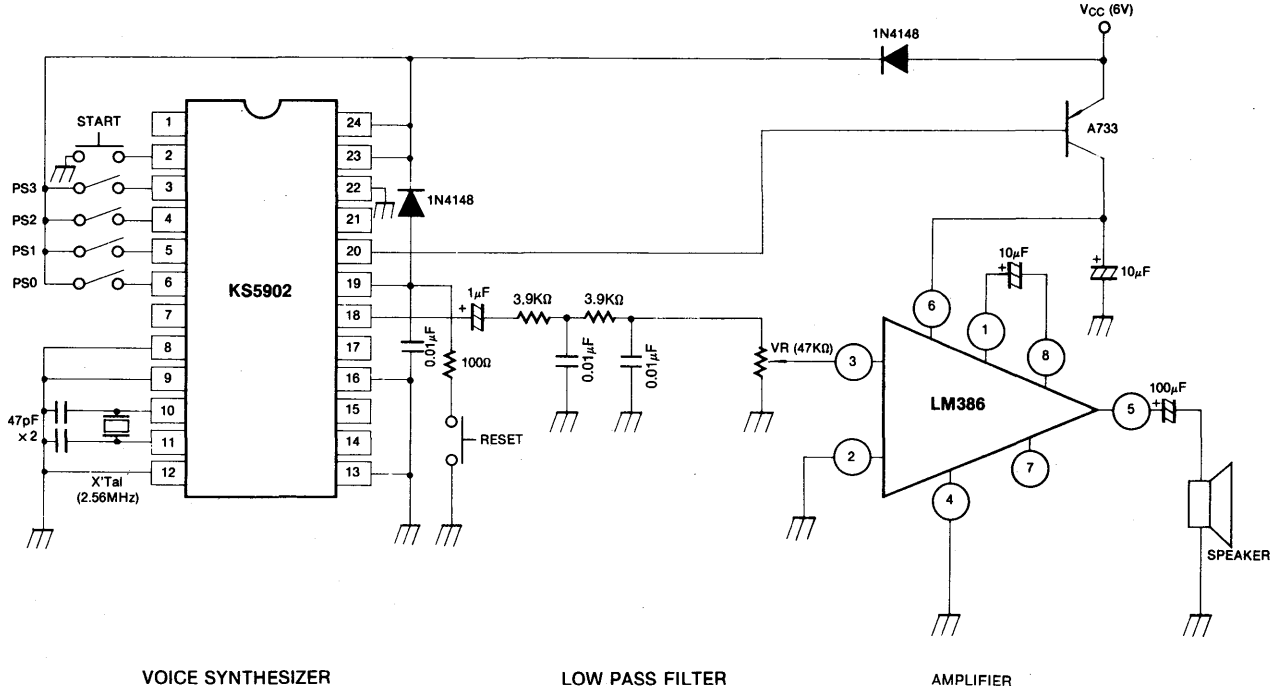 VCC (6V)
1N4148
A733
START
1
2
3
4
5
6
7
8
9
10
11
12
KS5902
24
23
22
21
20
19
18
17
16
15
14
13
PS3
PS2
PS1
PS0
1N4148
47pF
×2
X'Tal
(2.56MHz)
0.01μF
100Ω
RESET
1μF
+
3.9KΩ
3.9KΩ
0.01μF
0.01μF
VR (47KΩ)
3
2
6
1
8
10μF
+
+
10μF
LM386
4
7
5
100μF
+
SPEAKER
VOICE SYNTHESIZER
LOW PASS FILTER
AMPLIFIER